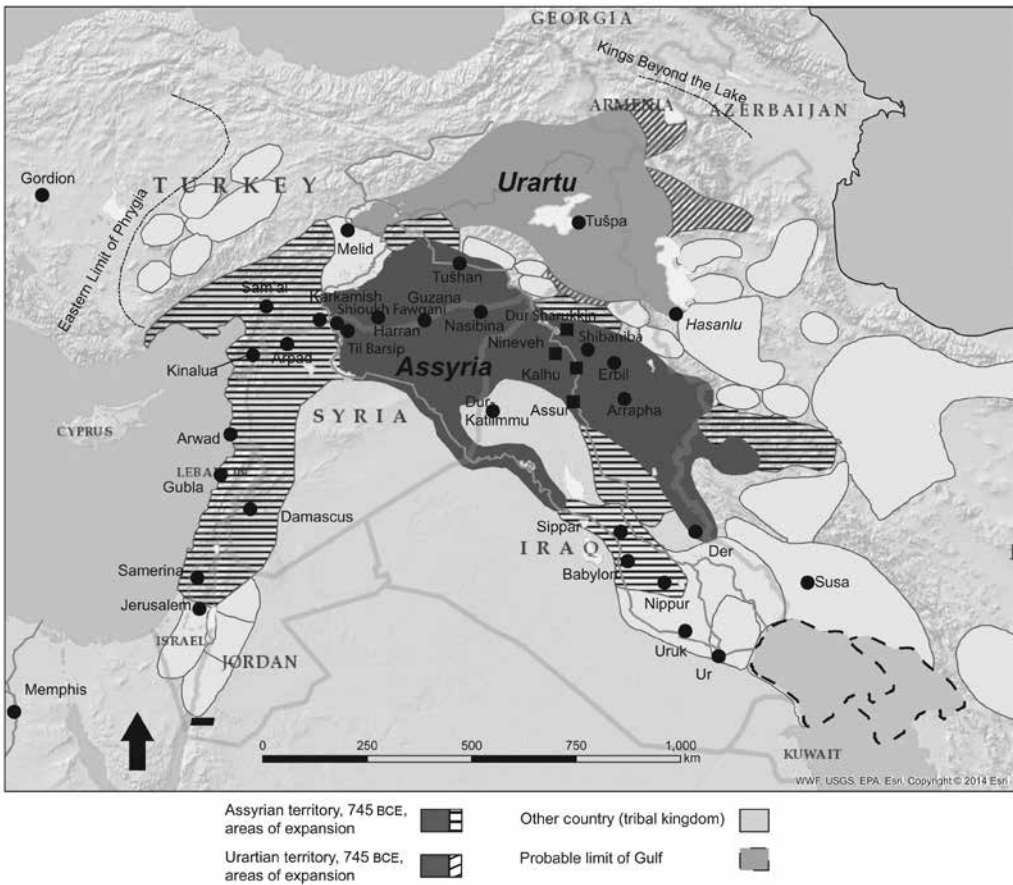 GEORGIA
Kings Beyond the Lake
ARMENIA
AZERBAIJAN
Gordion
TURKEY
Urartu
Tušpa
Eastern Limit of Phrygia
Melid
Tušhan
Sam'al
Karkamish
Guzana
Shioukh Fawqani
Dur Sharukkin
Hasanlu
Harran
Nasibina
Nineveh
Shibaniba
Til Barsip
Arpad
Kinalua
Assyria
Kalhu
Erbil
Dur
Katlimmu
Assur
Arrapha
SYRIA
CYPRUS
Arwad
LEBANON
Gubla
Damascus
Sippar
IRAQ
Der
Samerina
Babylon
Susa
Jerusalem
Nippur
ISRAEL
JORDAN
Uruk
Ur
Memphis
KUWAIT
0 250 500 750 1,000
km
WWF, USGS, EPA, Esri, Copyright © 2014 Esri
Assyrian territory, 745 BCE,
areas of expansion
Other country (tribal kingdom)
Urartian territory, 745 BCE,
areas of expansion
Probable limit of Gulf